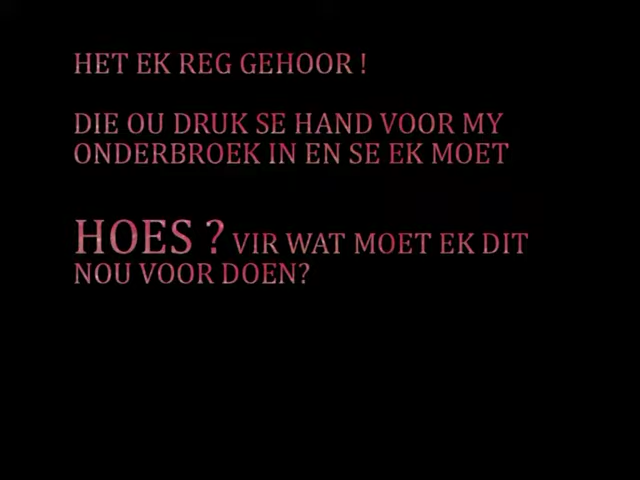 HET EK REG GEHOOR !
DIE OU DRUK SE HAND VOOR MY
ONDERBROEK IN EN SE EK MOET
HOES ? VIR WAT MOET EK DIT
NOU VOOR DOEN?